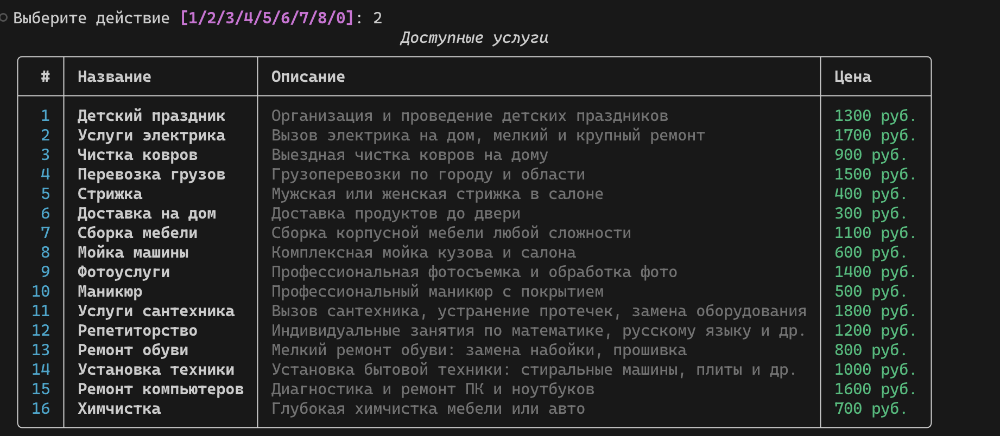 Выберите действие [1/2/3/4/5/6/7/8/0]: 2
Доступные услуги
# Название Описание Цена
1 Детский праздник Организация и проведение детских праздников 1300 руб.
2 Услуги электрика Вызов электрика на дом, мелкий и крупный ремонт 1700 руб.
3 Чистка ковров Выездная чистка ковров на дому 900 руб.
4 Перевозка грузов Грузоперевозки по городу и области 1500 руб.
5 Стрижка Мужская или женская стрижка в салоне 400 руб.
6 Доставка на дом Доставка продуктов до двери 300 руб.
7 Сборка мебели Сборка корпусной мебели любой сложности 1100 руб.
8 Мойка машины Комплексная мойка кузова и салона 600 руб.
9 Фотоуслуги Профессиональная фотосъемка и обработка фото 1400 руб.
10 Маникюр Профессиональный маникюр с покрытием 500 руб.
11 Услуги сантехника Вызов сантехника, устранение протечек, замена оборудования 1800 руб.
12 Репетиторство Индивидуальные занятия по математике, русскому языку и др. 1200 руб.
13 Ремонт обуви Мелкий ремонт обуви: замена набойки, прошивка 800 руб.
14 Установка техники Установка бытовой техники: стиральные машины, плиты и др. 1000 руб.
15 Ремонт компьютеров Диагностика и ремонт ПК и ноутбуков 1600 руб.
16 Химчистка Глубокая химчистка мебели или авто 700 руб.